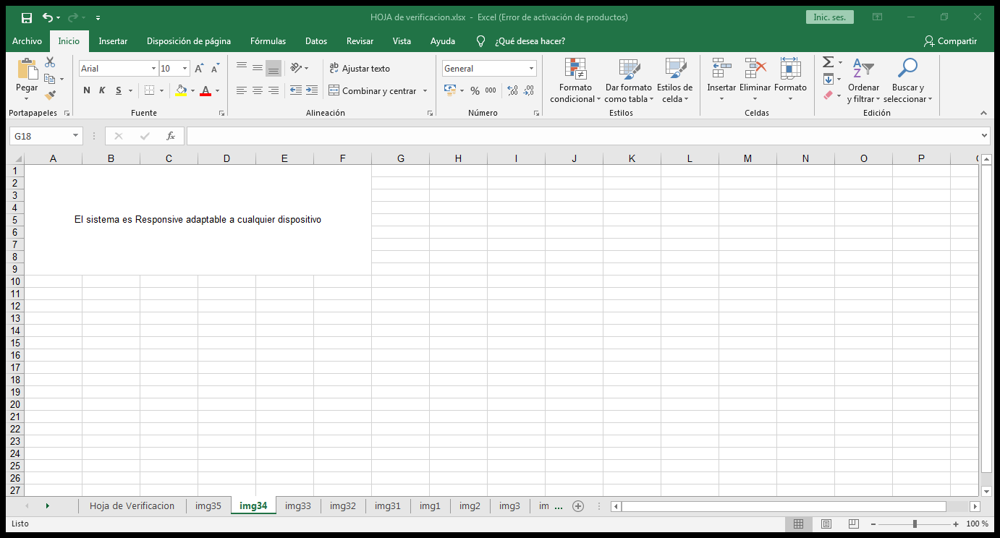 HOJA de verificacion.xlsx - Excel (Error de activación de productos)
Inic. ses.
Archivo Inicio Insertar Disposición de página Fórmulas Datos Revisar Vista Ayuda ¿Qué desea hacer? Compartir
Pegar
Portapapeles
Arial 10
N K S
Fuente
Ajustar texto
Combinar y centrar
Alineación
General
% 000
Número
Formato condicional
Dar formato como tabla
Estilos de celda
Estilos
Insertar Eliminar Formato
Celdas
Ordenar y filtrar
Buscar y seleccionar
Edición
G18
fx
A B C D E F G H I J K L M N O P
1
2
3
4
5 El sistema es Responsive adaptable a cualquier dispositivo
6
7
8
9
10
11
12
13
14
15
16
17
18
19
20
21
22
23
24
25
26
27
Hoja de Verificacion img35 img34 img33 img32 img31 img1 img2 img3 im ...
Listo
100 %